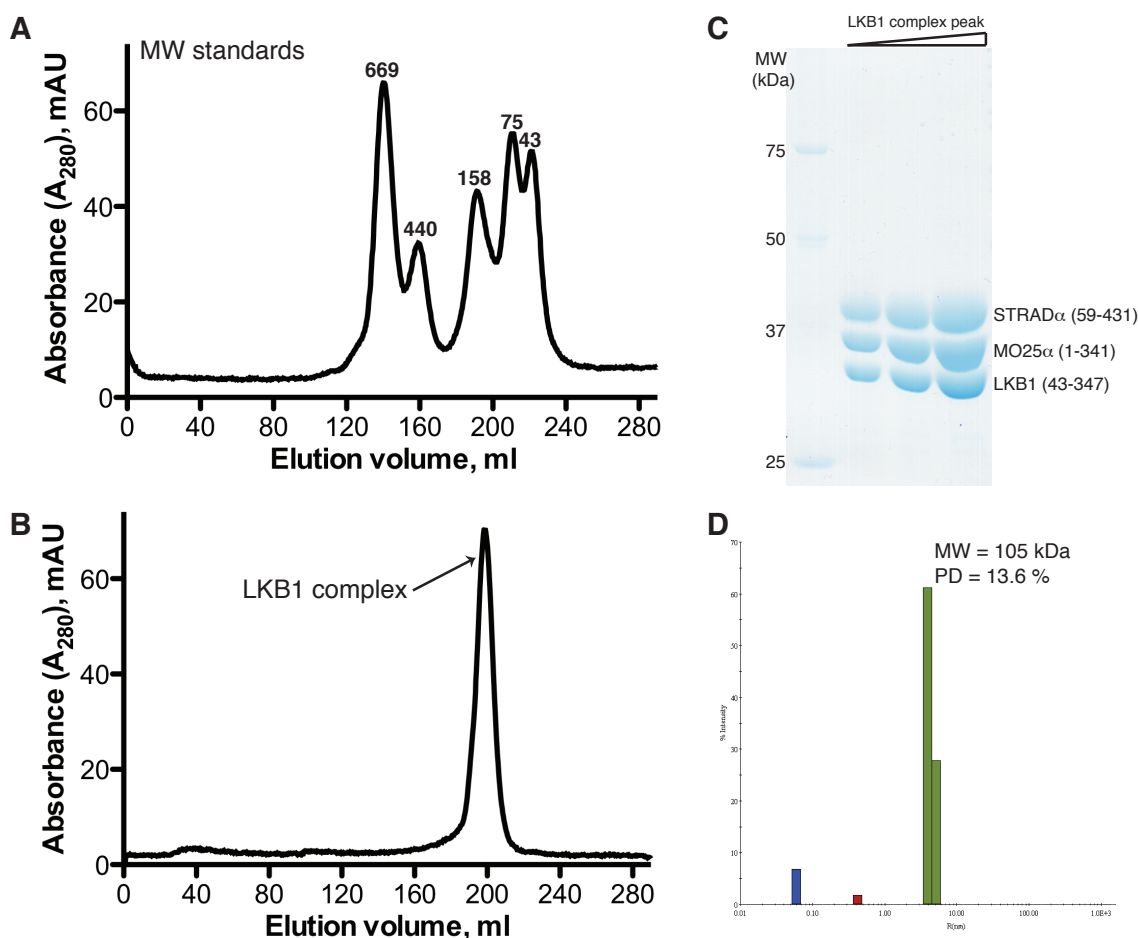 A
MW standards
669
440
158
75
43
Absorbance (A280), mAU
60
40
20
0
0 40 80 120 160 200 240 280
Elution volume, ml
B
LKB1 complex
Absorbance (A280), mAU
60
40
20
0
0 40 80 120 160 200 240 280
Elution volume, ml
C
LKB1 complex peak
MW
(kDa)
75
50
37
25
STRADα (59-431)
MO25α (1-341)
LKB1 (43-347)
D
MW = 105 kDa
PD = 13.6 %
% Intensity
70
60
50
40
30
20
10
0
0.01 0.10 1.00 10.00 100.00 1.0E+3
R(nm)